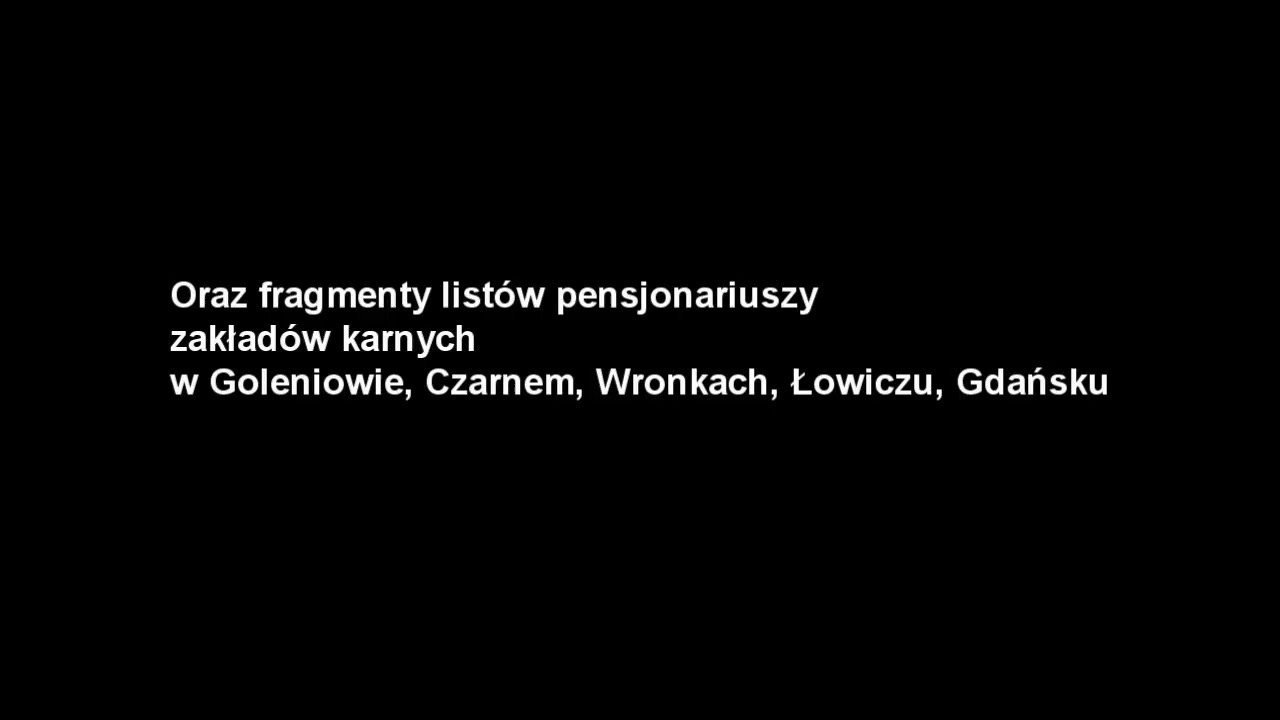 Oraz fragmenty listów pensjonariuszy
zakładów karnych
w Goleniowie, Czarnem, Wronkach, Łowiczu, Gdańsku